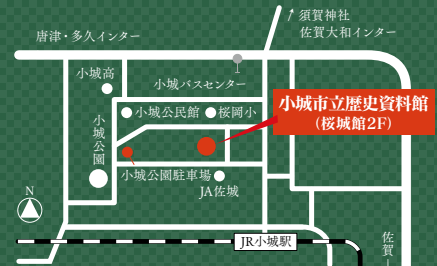 須賀神社
佐賀大和インター
唐津・多久インター
小城高
小城バスセンター
小城公民館
桜岡小
小城市立歴史資料館
(桜城館2F)
小城公園
小城公園駐車場
JA佐城
N
JR小城駅
佐賀